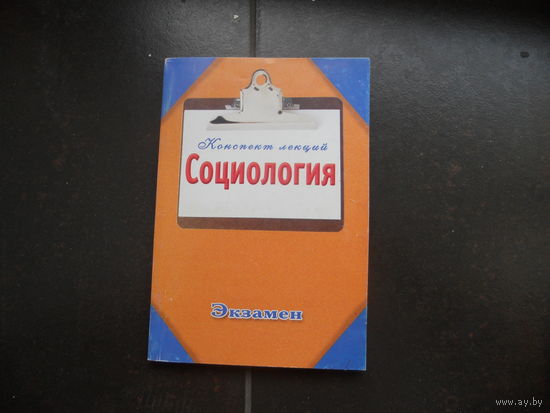 Конспект лекций
Социология
Экзамен
www.ay.by